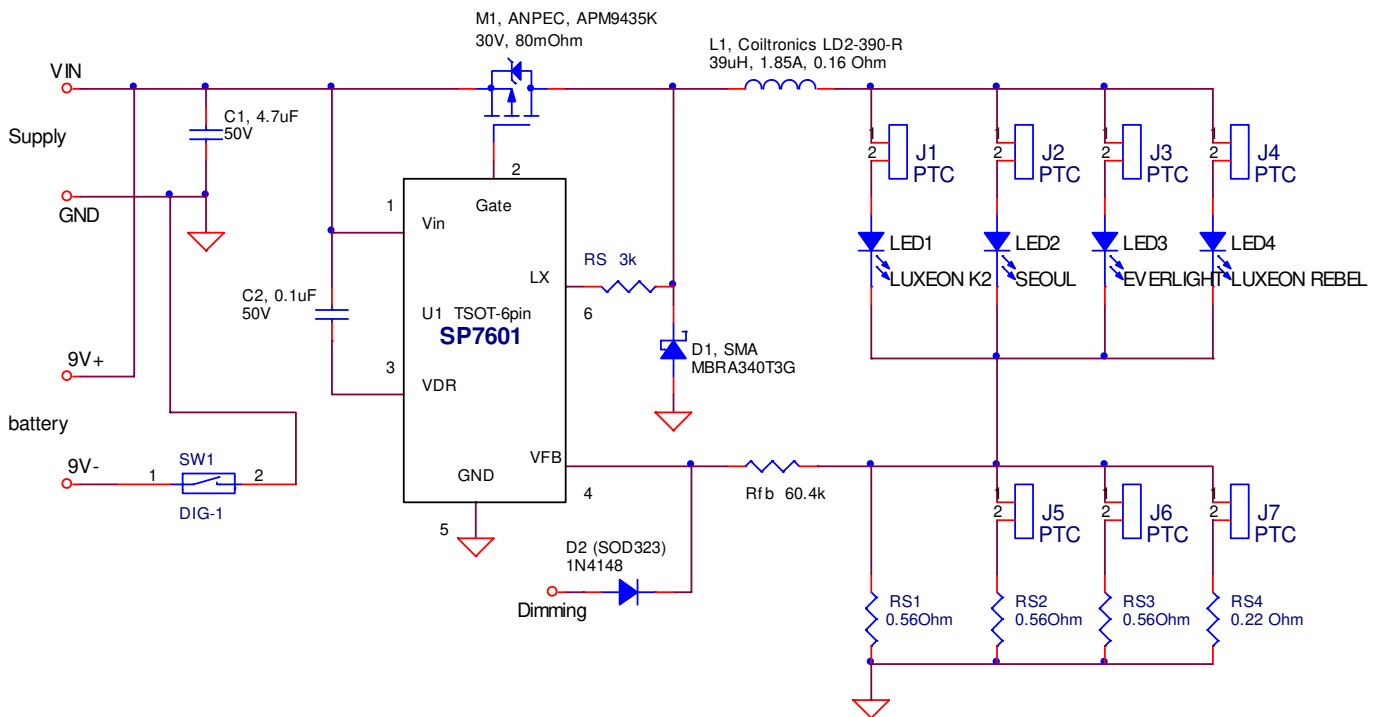 M1, ANPEC, APM9435K
30V, 80mOhm
L1, Coiltronics LD2-390-R
39uH, 1.85A, 0.16 Ohm
VIN
C1, 4.7uF
50V
Supply
GND
1
2
J1
PTC
1
2
J2
PTC
1
2
J3
PTC
1
2
J4
PTC
2
Gate
1
Vin
LED1
LUXEON K2
LED2
SEOUL
LED3
EVERLIGHT
LED4
LUXEON REBEL
RS 3k
LX
6
C2, 0.1uF
50V
U1 TSOT-6pin
SP7601
D1, SMA
MBRA340T3G
9V+
3
VDR
battery
9V-
1
SW1
2
DIG-1
GND
5
VFB
4
Rfb 60.4k
1
2
J5
PTC
1
2
J6
PTC
1
2
J7
PTC
D2 (SOD323)
1N4148
Dimming
RS1
0.56Ohm
RS2
0.56Ohm
RS3
0.56Ohm
RS4
0.22 Ohm